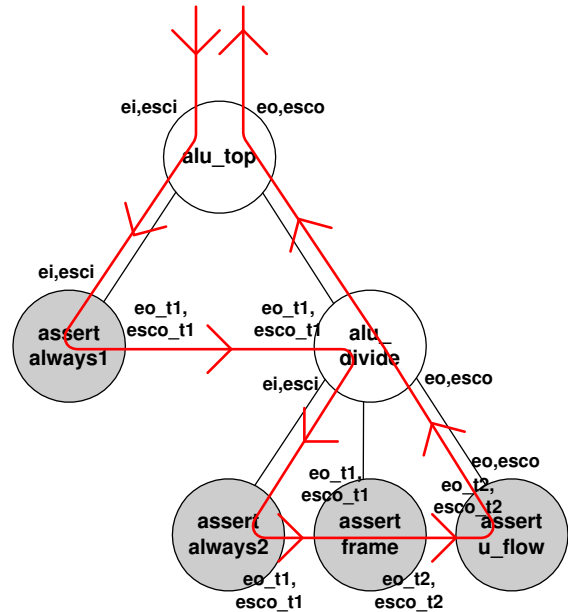 ei,esci
eo,esco
alu_top
ei,esci
eo_t1,
esco_t1
eo_t1,
esco_t1
assert
always1
alu_
divide
ei,esci
eo,esco
eo_t1,
esco_t1
eo,esco
eo_t2,
esco_t2
assert
always2
assert
frame
assert
u_flow
eo_t1,
esco_t1
eo_t2,
esco_t2